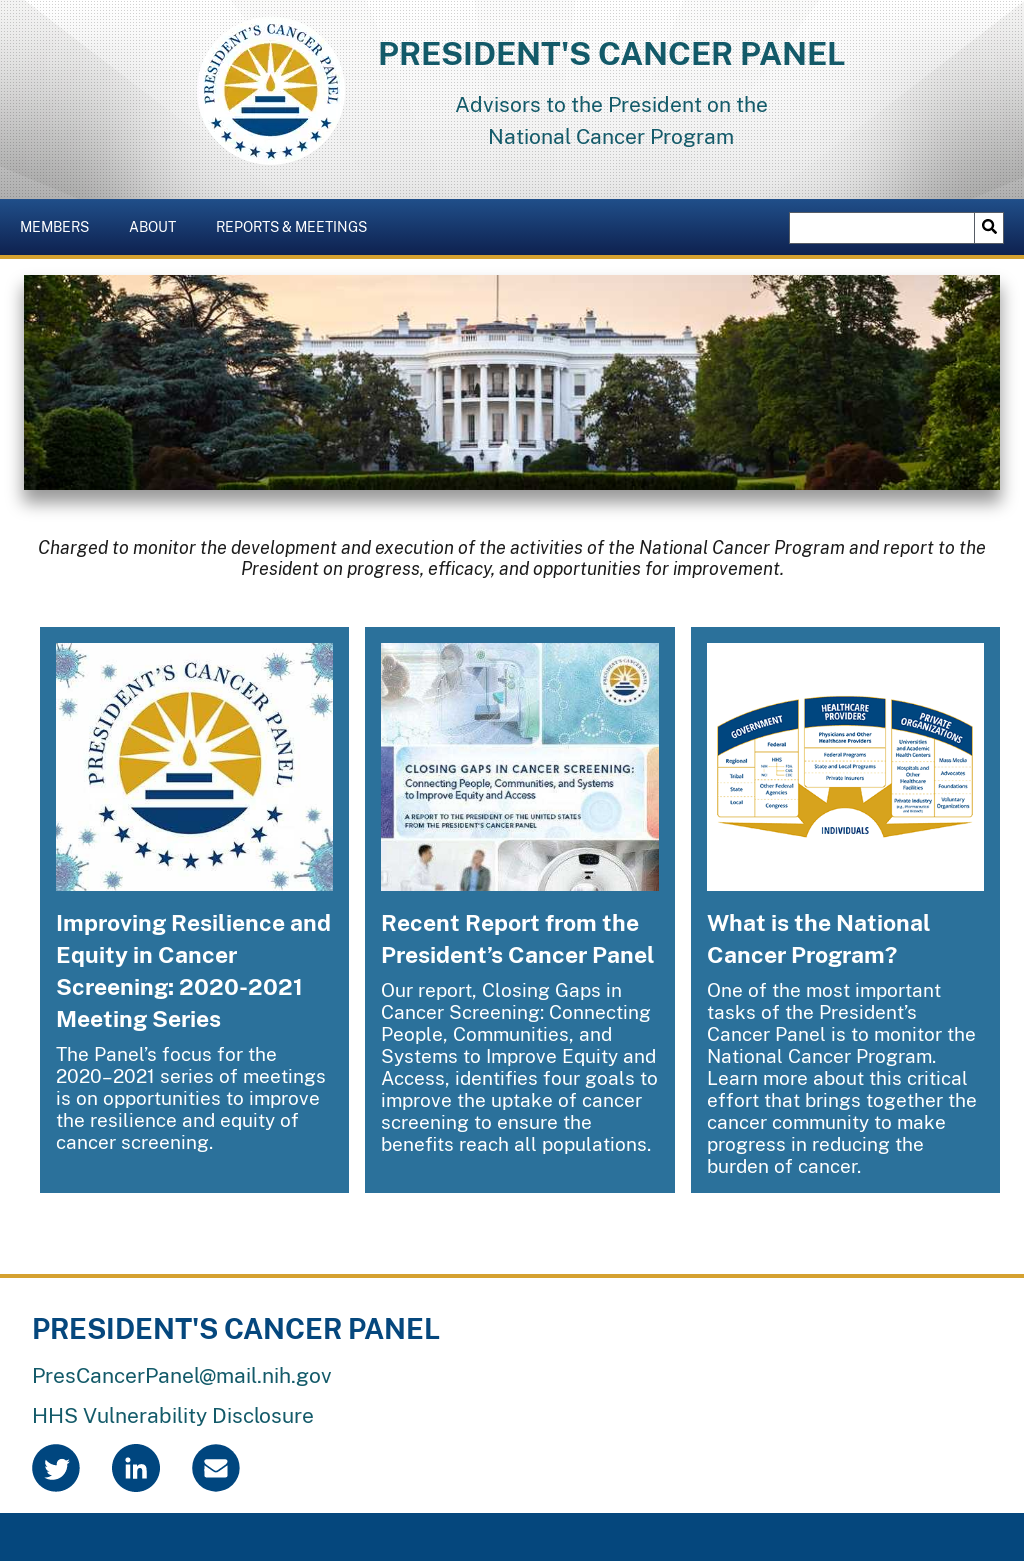 PRESIDENT'S CANCER PANEL
PRESIDENT'S CANCER PANEL
Advisors to the President on the
National Cancer Program
MEMBERS
ABOUT
REPORTS & MEETINGS
Charged to monitor the development and execution of the activities of the National Cancer Program and report to the
President on progress, efficacy, and opportunities for improvement.
PRESIDENT'S CANCER PANEL
Improving Resilience and
Equity in Cancer
Screening: 2020-2021
Meeting Series
The Panel’s focus for the
2020–2021 series of meetings
is on opportunities to improve
the resilience and equity of
cancer screening.
PRESIDENT'S CANCER PANEL
CLOSING GAPS IN CANCER SCREENING:
Connecting People, Communities, and Systems
to Improve Equity and Access
A REPORT TO THE PRESIDENT OF THE UNITED STATES
FROM THE PRESIDENT'S CANCER PANEL
Recent Report from the
President’s Cancer Panel
Our report, Closing Gaps in
Cancer Screening: Connecting
People, Communities, and
Systems to Improve Equity and
Access, identifies four goals to
improve the uptake of cancer
screening to ensure the
benefits reach all populations.
GOVERNMENT
Regional
Tribal
State
Local
Federal
HHS
Other Federal
Agencies
Congress
HEALTHCARE
PROVIDERS
Physicians and Other
Healthcare Providers
Federal Programs
State and Local Programs
Private Insurers
PRIVATE
ORGANIZATIONS
Universities
and Academic
Health Centers
Hospitals and
Other
Healthcare
Facilities
Private Industry
Mass Media
Advocates
Foundations
Voluntary
Organizations
INDIVIDUALS
What is the National
Cancer Program?
One of the most important
tasks of the President’s
Cancer Panel is to monitor the
National Cancer Program.
Learn more about this critical
effort that brings together the
cancer community to make
progress in reducing the
burden of cancer.
PRESIDENT'S CANCER PANEL
PresCancerPanel@mail.nih.gov
HHS Vulnerability Disclosure